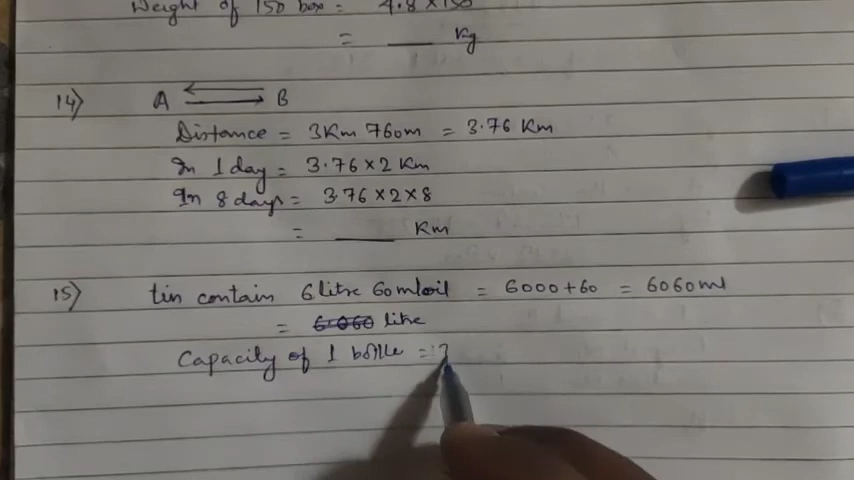 Weight of 150 box = 4.8 × 150
= ___ Kg
14) A ⇄ B
Distance = 3Km 760m = 3.76 Km
In 1 day = 3.76 × 2 Km
In 8 days = 3.76 × 2 × 8
= ___ Km
15) tin contain 6 litre 60 ml oil = 6000 + 60 = 6060 ml
= 6.060 litre
Capacity of 1 bottle =